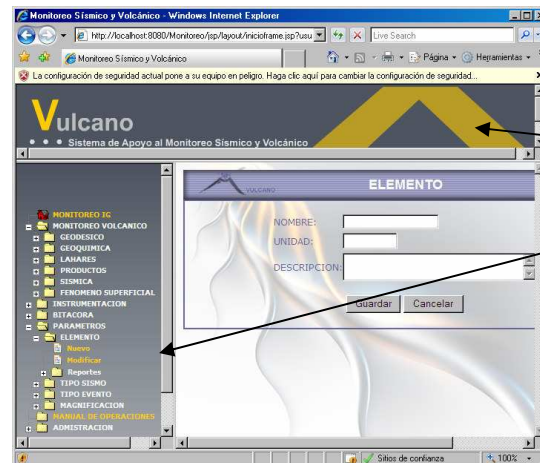 Monitoreo Sísmico y Volcánico - Windows Internet Explorer
http://localhost:8080/Monitoreo/jsp/layout/inicioframe.jsp?usu
Live Search
Monitoreo Sísmico y Volcánico
Página
Herramientas
La configuración de seguridad actual pone a su equipo en peligro. Haga clic aquí para cambiar la configuración de seguridad...
Vulcano
Sistema de Apoyo al Monitoreo Sísmico y Volcánico
MONITOREO IG
MONITOREO VOLCANICO
GEODESICO
GEOQUIMICA
LAHARES
PRODUCTOS
SISMICA
FENOMENO SUPERFICIAL
INSTRUMENTACION
BITACORA
PARAMETROS
ELEMENTO
Nuevo
Modificar
Reportes
TIPO SISMO
TIPO EVENTO
MAGNIFICACION
MANUAL DE OPERACIONES
ADMISTRACION
VULCANO
ELEMENTO
NOMBRE:
UNIDAD:
DESCRIPCION:
Guardar Cancelar
Sitios de confianza
100%